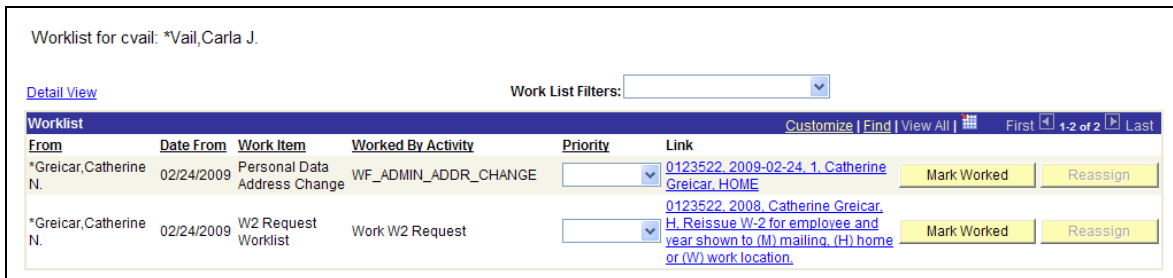 Worklist for cvail: *Vail,Carla J.
Detail View
Work List Filters:
Worklist
Customize | Find | View All | First 1-2 of 2 Last
From Date From Work Item Worked By Activity Priority Link
*Greicar,Catherine
N.
02/24/2009
Personal Data
Address Change
WF_ADMIN_ADDR_CHANGE
0123522, 2009-02-24, 1, Catherine
Greicar, HOME
Mark Worked
Reassign
*Greicar,Catherine
N.
02/24/2009
W2 Request
Worklist
Work W2 Request
0123522, 2008, Catherine Greicar,
H, Reissue W-2 for employee and
year shown to (M) mailing, (H) home
or (W) work location.
Mark Worked
Reassign